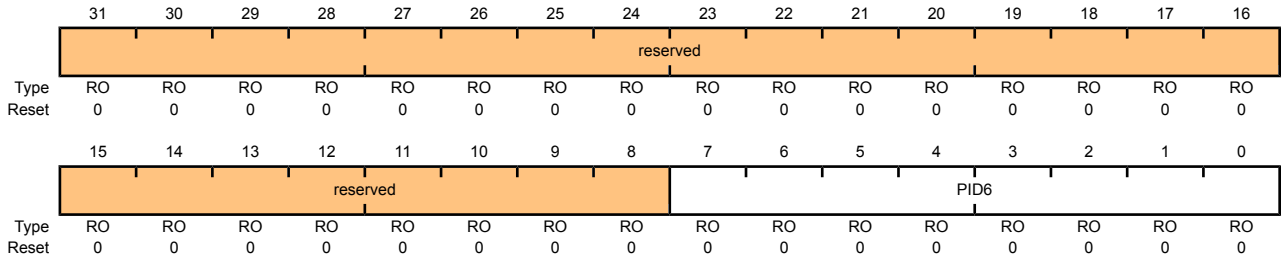 31 30 29 28 27 26 25 24 23 22 21 20 19 18 17 16
reserved
Type RO RO RO RO RO RO RO RO RO RO RO RO RO RO RO RO
Reset 0 0 0 0 0 0 0 0 0 0 0 0 0 0 0 0
15 14 13 12 11 10 9 8 7 6 5 4 3 2 1 0
reserved PID6
Type RO RO RO RO RO RO RO RO RO RO RO RO RO RO RO RO
Reset 0 0 0 0 0 0 0 0 0 0 0 0 0 0 0 0